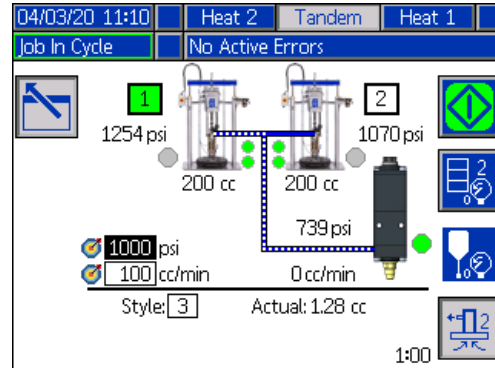 04/03/20 11:10 Heat 2 Tandem Heat 1
Job In Cycle No Active Errors
1 2
1254 psi 1070 psi
200 cc 200 cc
2
0
739 psi
1000 psi
100 cc/min 0 cc/min
0
Style: 3 Actual: 1.28 cc
2
1:00